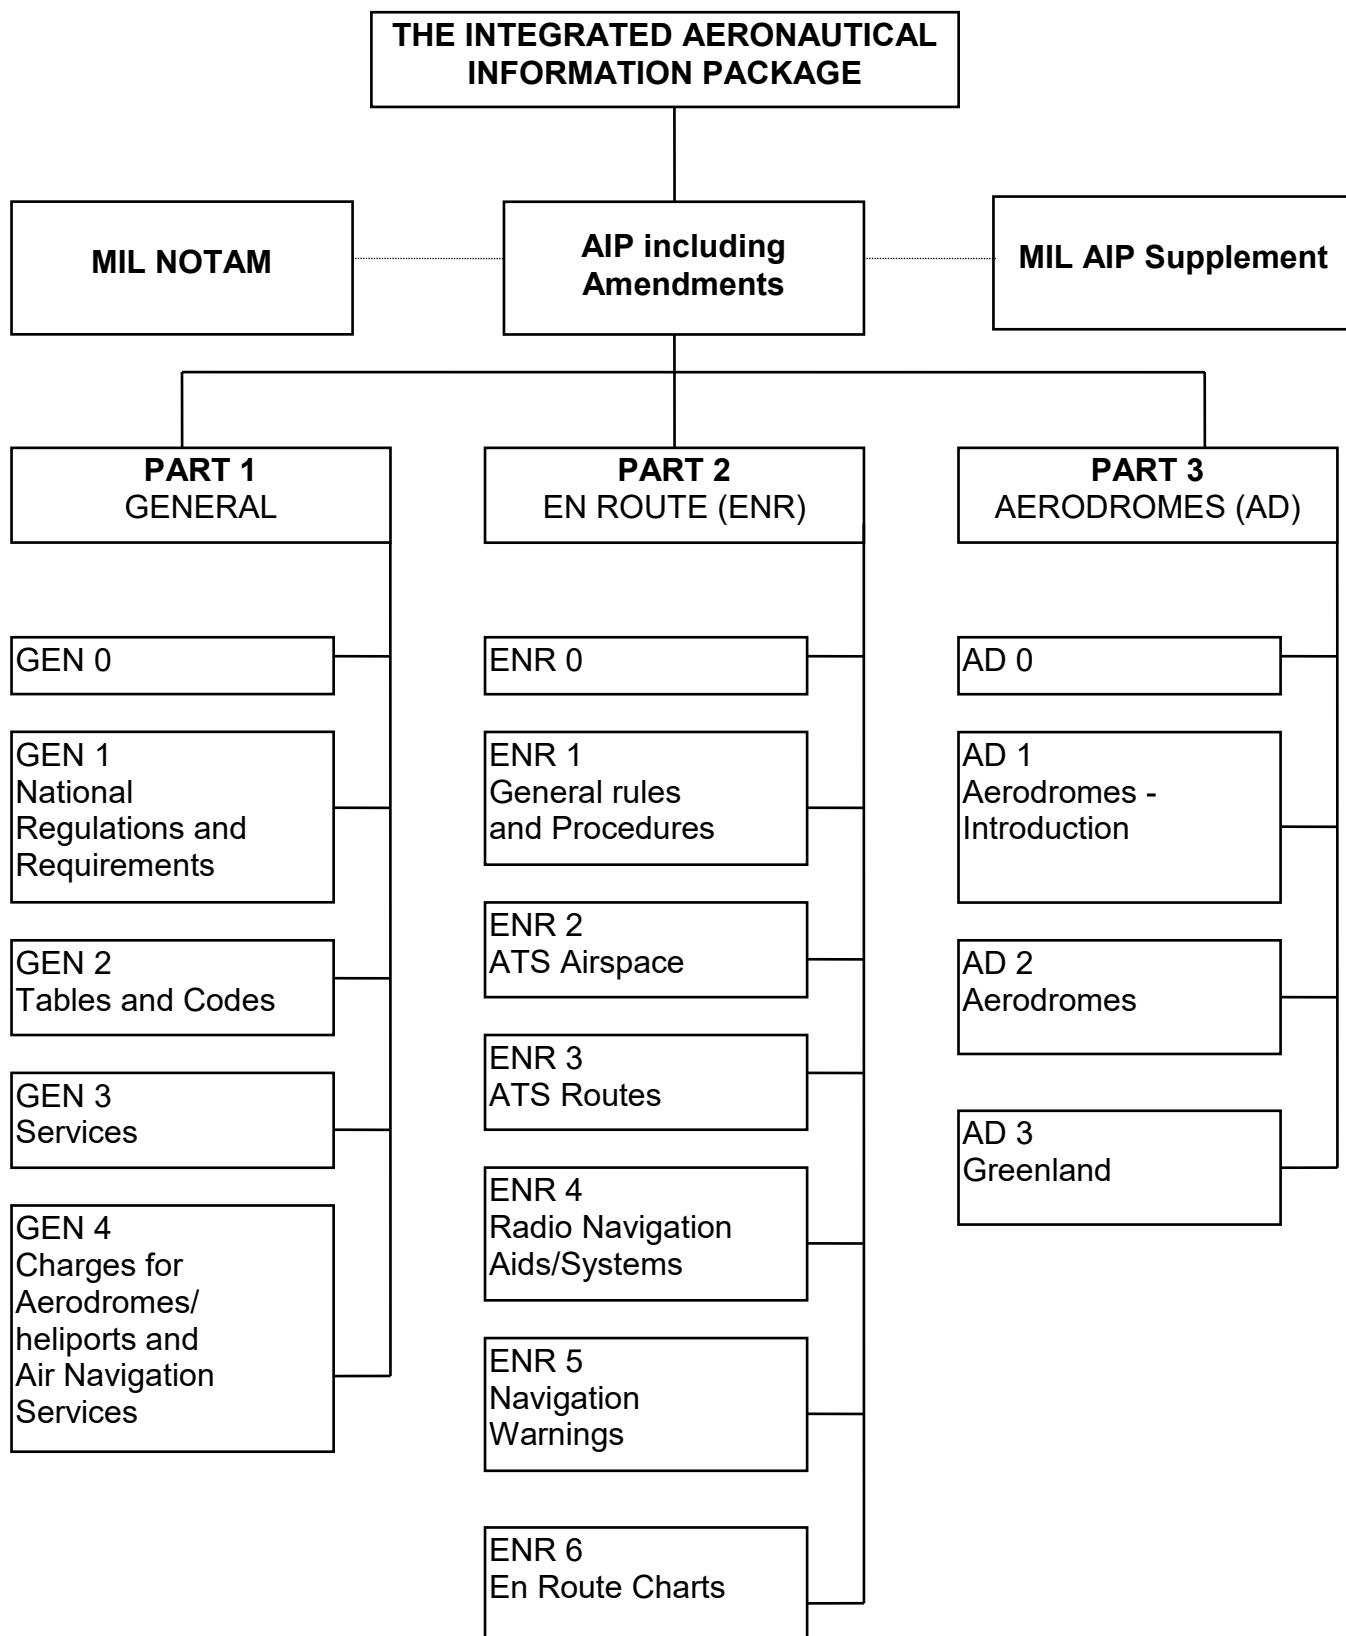 THE INTEGRATED AERONAUTICAL
INFORMATION PACKAGE
MIL NOTAM
AIP including
Amendments
MIL AIP Supplement
PART 1
GENERAL
PART 2
EN ROUTE (ENR)
PART 3
AERODROMES (AD)
GEN 0
GEN 1
National
Regulations and
Requirements
GEN 2
Tables and Codes
GEN 3
Services
GEN 4
Charges for
Aerodromes/
heliports and
Air Navigation
Services
ENR 0
ENR 1
General rules
and Procedures
ENR 2
ATS Airspace
ENR 3
ATS Routes
ENR 4
Radio Navigation
Aids/Systems
ENR 5
Navigation
Warnings
ENR 6
En Route Charts
AD 0
AD 1
Aerodromes -
Introduction
AD 2
Aerodromes
AD 3
Greenland